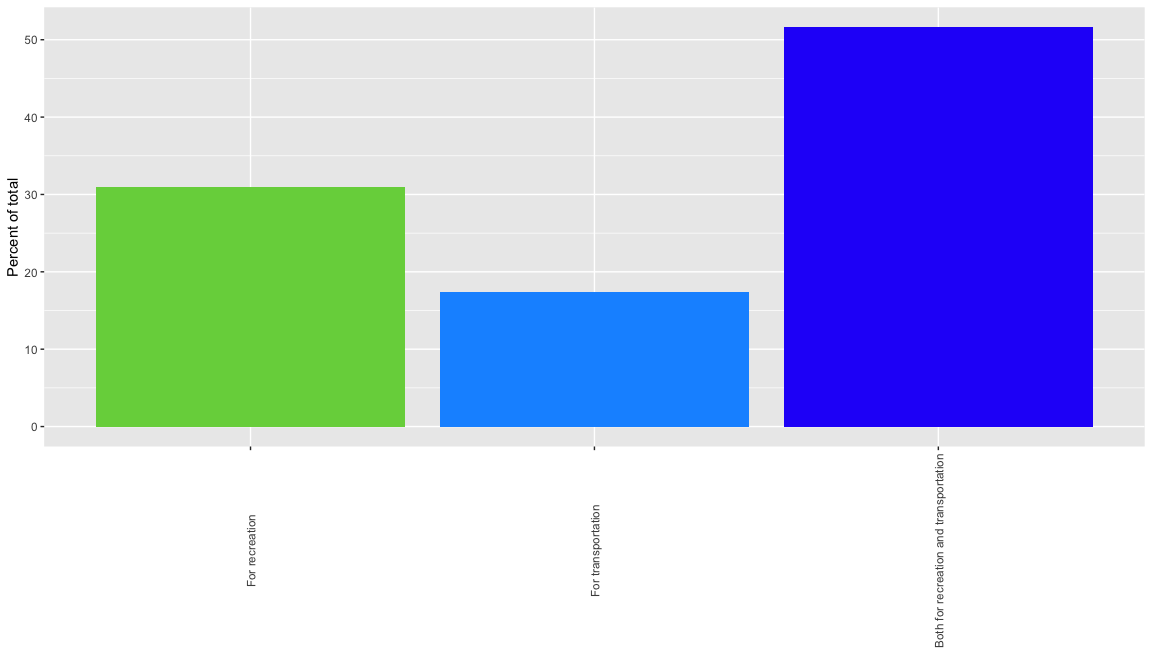 Percent of total
50
40
30
20
10
0
For recreation
For transportation
Both for recreation and transportation